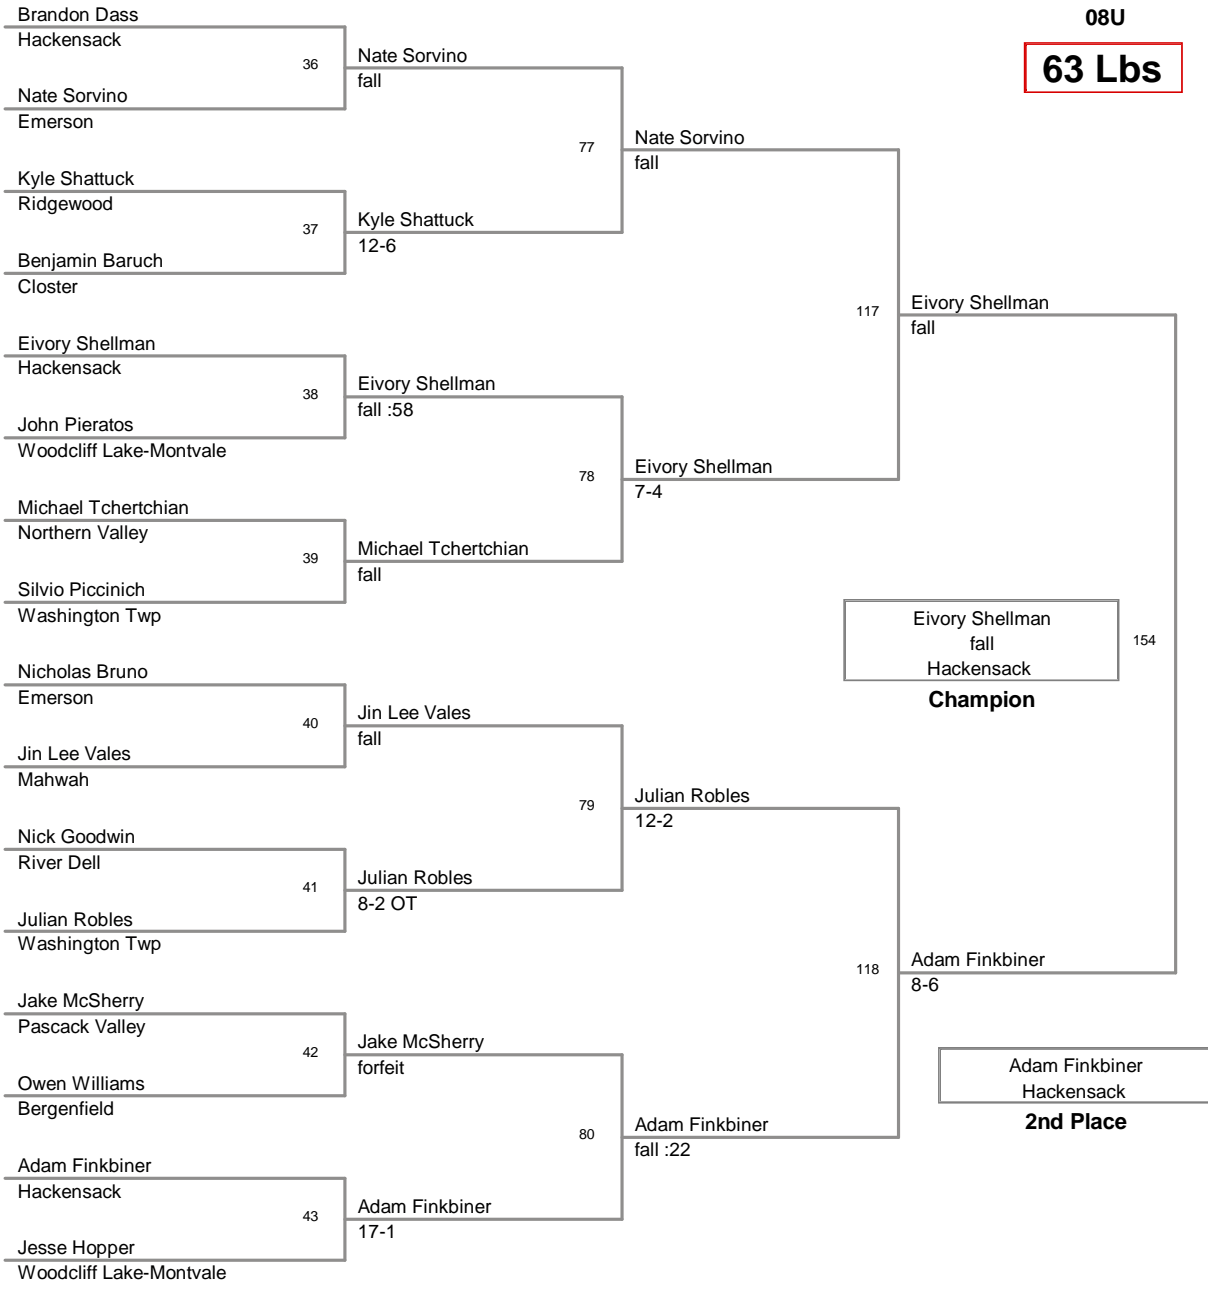 08U
63 Lbs
Brandon Dass
Hackensack
36
Nate Sorvino
Emerson
Nate Sorvino
fall
Kyle Shattuck
Ridgewood
37
Benjamin Baruch
Closter
Kyle Shattuck
12-6
77
Nate Sorvino
fall
Eivory Shellman
Hackensack
38
John Pieratos
Woodcliff Lake-Montvale
Eivory Shellman
fall :58
Michael Tchertchian
Northern Valley
39
Silvio Piccinich
Washington Twp
Michael Tchertchian
fall
78
Eivory Shellman
7-4
117
Eivory Shellman
fall
Nicholas Bruno
Emerson
40
Jin Lee Vales
Mahwah
Jin Lee Vales
fall
Nick Goodwin
River Dell
41
Julian Robles
Washington Twp
Julian Robles
8-2 OT
79
Julian Robles
12-2
Jake McSherry
Pascack Valley
42
Owen Williams
Bergenfield
Jake McSherry
forfeit
Adam Finkbiner
Hackensack
43
Jesse Hopper
Woodcliff Lake-Montvale
Adam Finkbiner
17-1
80
Adam Finkbiner
fall :22
118
Adam Finkbiner
8-6
154
Eivory Shellman
fall
Hackensack
Champion
Adam Finkbiner
Hackensack
2nd Place